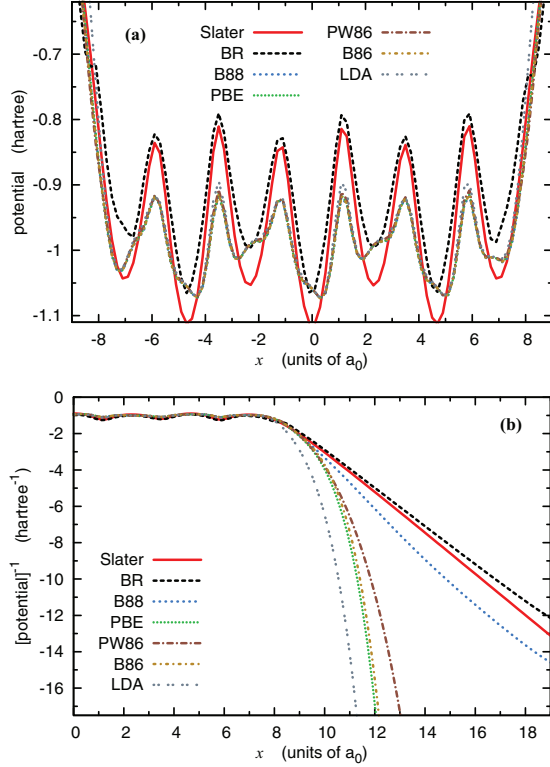 (a)
Slater
BR
B88
PBE
PW86
B86
LDA
potential (hartree)
-0.7
-0.8
-0.9
-1.0
-1.1
-8 -6 -4 -2 0 2 4 6 8
x (units of a0)
(b)
[potential]⁻¹ (hartree⁻¹)
0
-2
-4
-6
-8
-10
-12
-14
-16
Slater
BR
B88
PBE
PW86
B86
LDA
0 2 4 6 8 10 12 14 16 18
x (units of a0)